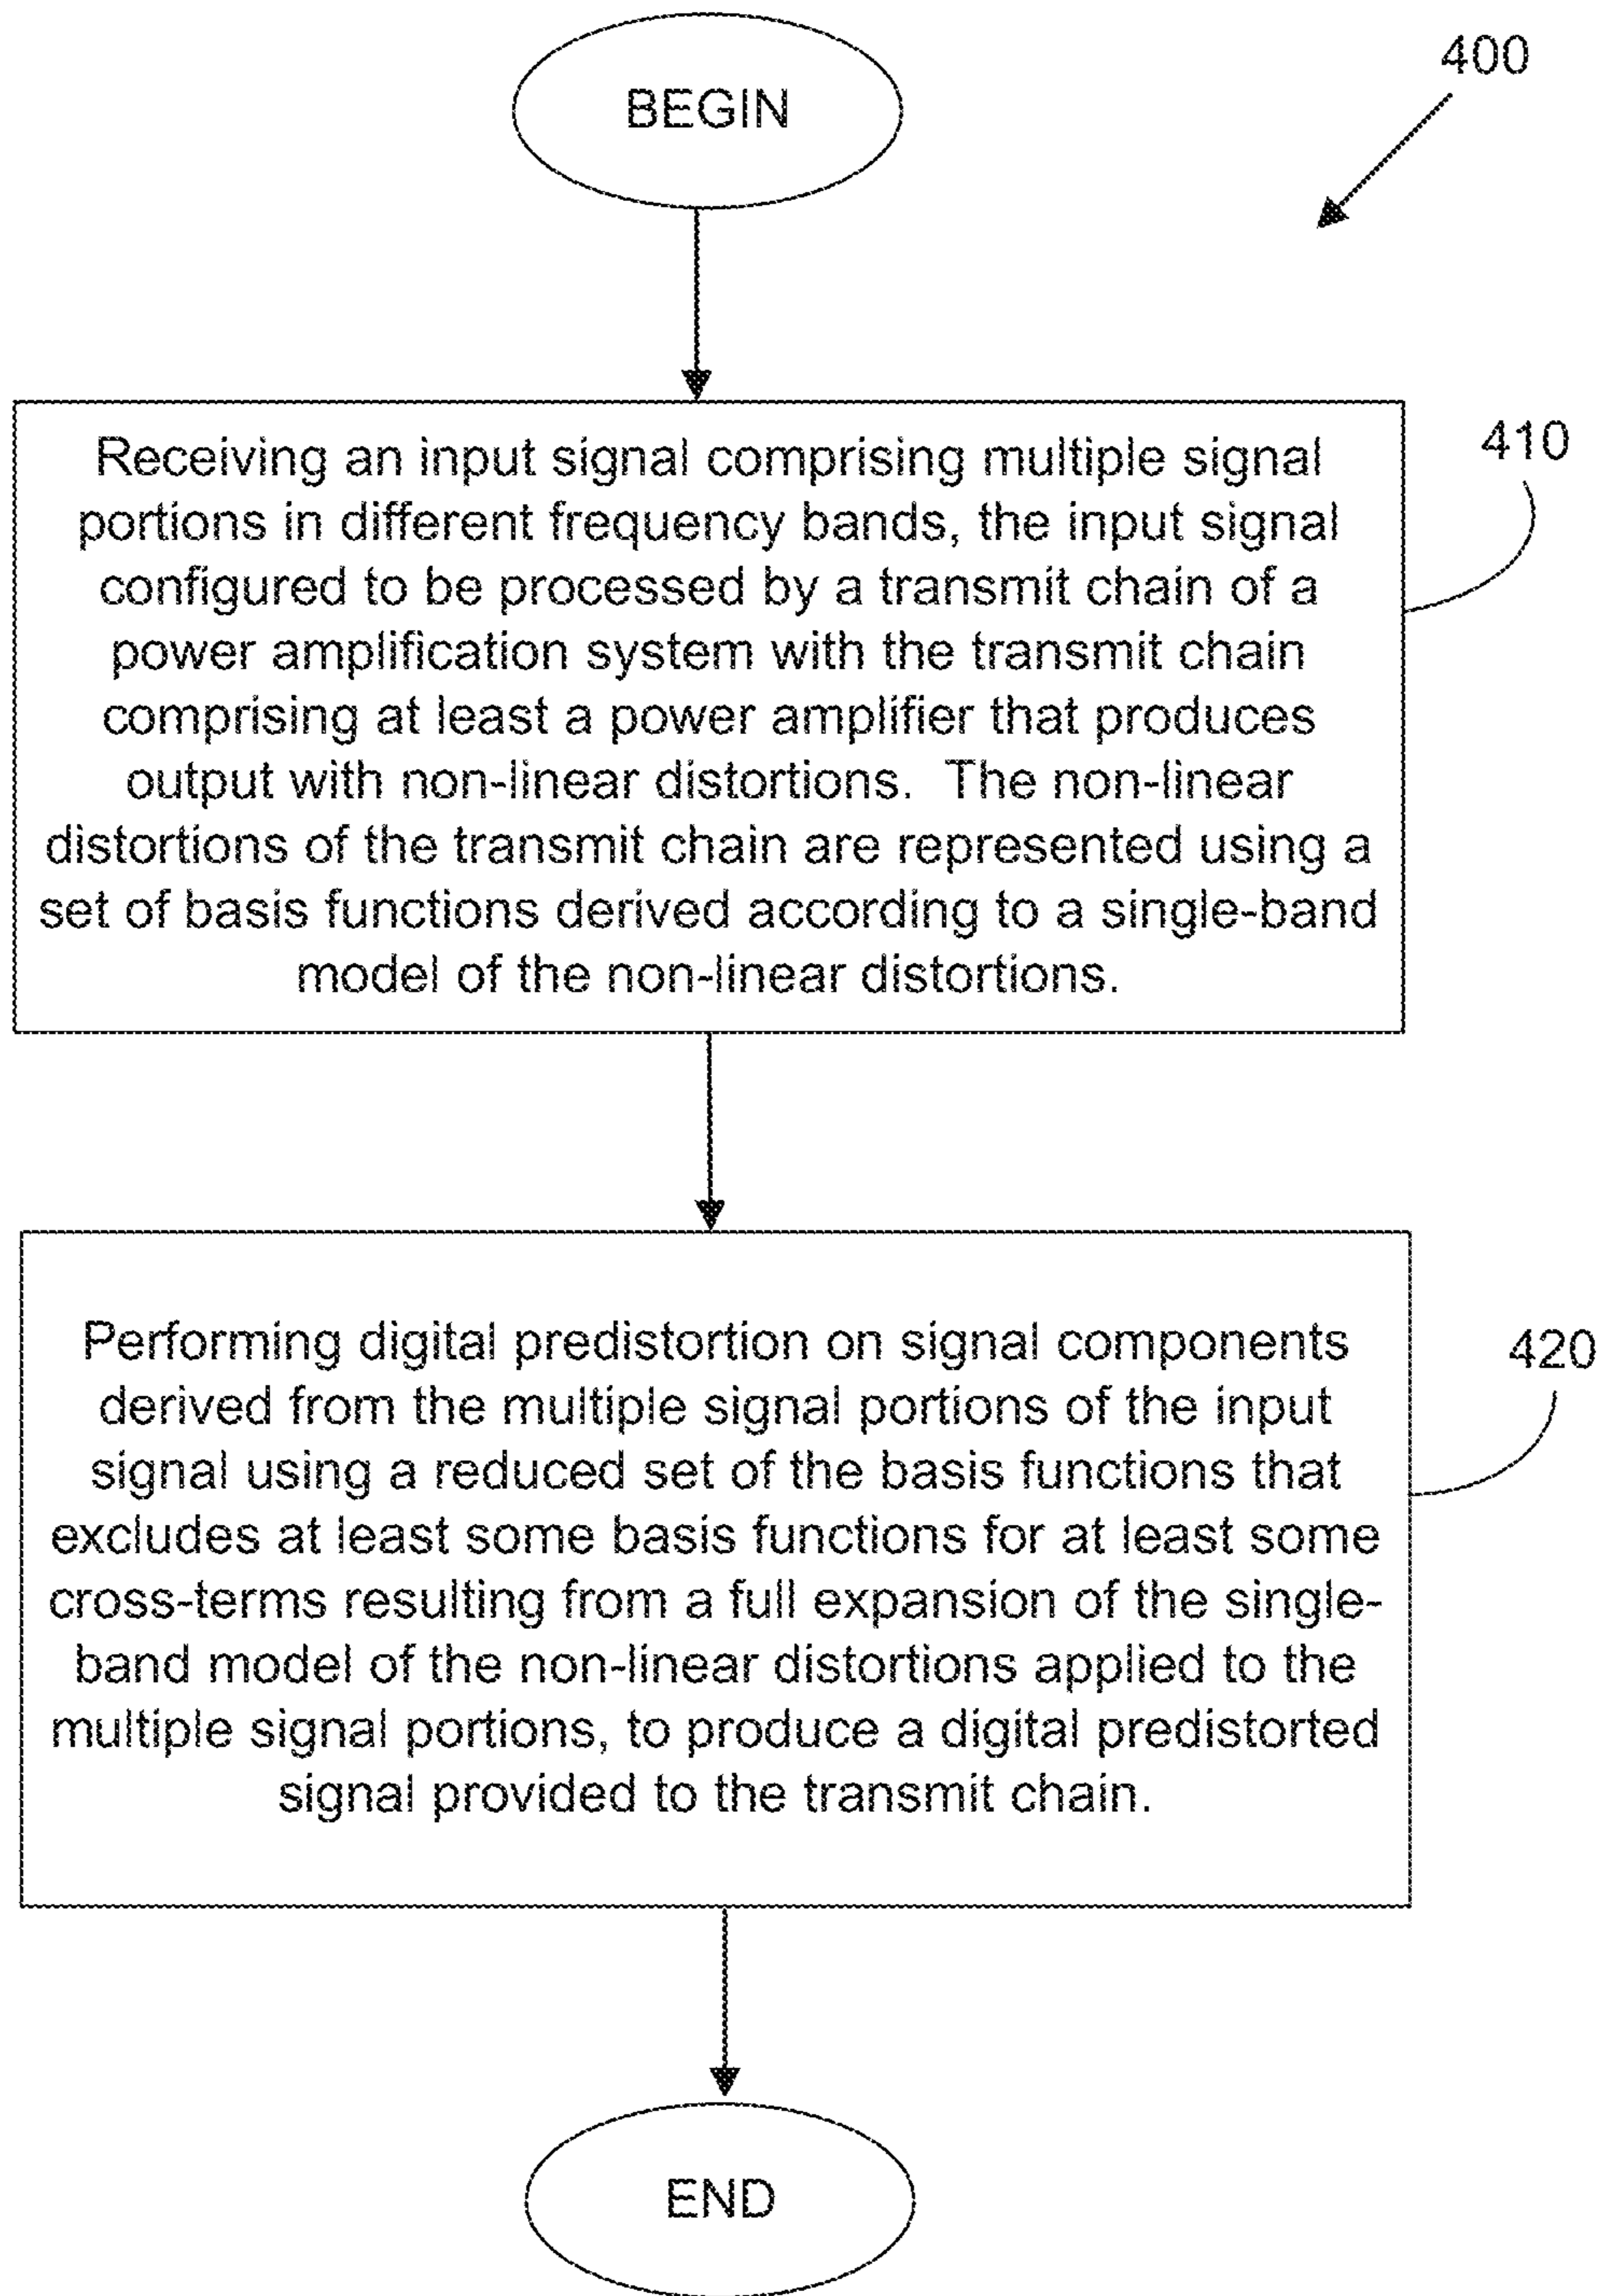 BEGIN
400
Receiving an input signal comprising multiple signal
portions in different frequency bands, the input signal
configured to be processed by a transmit chain of a
power amplification system with the transmit chain
comprising at least a power amplifier that produces
output with non-linear distortions.  The non-linear
distortions of the transmit chain are represented using a
set of basis functions derived according to a single-band
model of the non-linear distortions.
410
Performing digital predistortion on signal components
derived from the multiple signal portions of the input
signal using a reduced set of the basis functions that
excludes at least some basis functions for at least some
cross-terms resulting from a full expansion of the single-
band model of the non-linear distortions applied to the
multiple signal portions, to produce a digital predistorted
signal provided to the transmit chain.
420
END